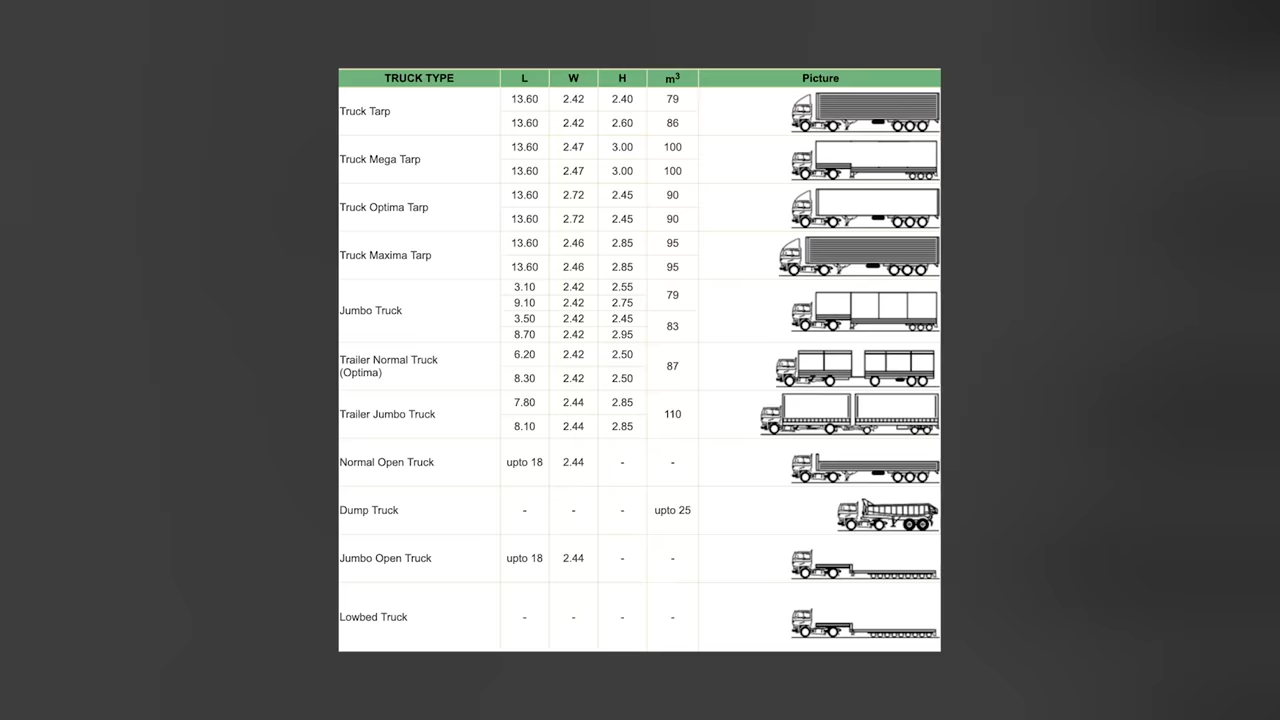 TRUCK TYPE L W H m³ Picture
Truck Tarp 13.60 2.42 2.40 79
13.60 2.42 2.60 86
Truck Mega Tarp 13.60 2.47 3.00 100
13.60 2.47 3.00 100
Truck Optima Tarp 13.60 2.72 2.45 90
13.60 2.72 2.45 90
Truck Maxima Tarp 13.60 2.46 2.85 95
13.60 2.46 2.85 95
Jumbo Truck 3.10 2.42 2.55 79
9.10 2.42 2.75
3.50 2.42 2.45 83
8.70 2.42 2.95
Trailer Normal Truck 6.20 2.42 2.50 87
(Optima) 8.30 2.42 2.50
Trailer Jumbo Truck 7.80 2.44 2.85 110
8.10 2.44 2.85
Normal Open Truck upto 18 2.44 - -
Dump Truck - - - upto 25
Jumbo Open Truck upto 18 2.44 - -
Lowbed Truck - - - -